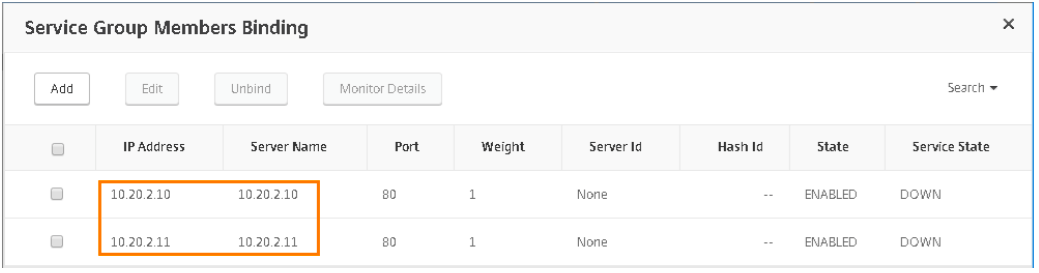 Service Group Members Binding ×
Add Edit Unbind Monitor Details Search
IP Address Server Name Port Weight Server Id Hash Id State Service State
10.20.2.10 10.20.2.10 80 1 None -- ENABLED DOWN
10.20.2.11 10.20.2.11 80 1 None -- ENABLED DOWN